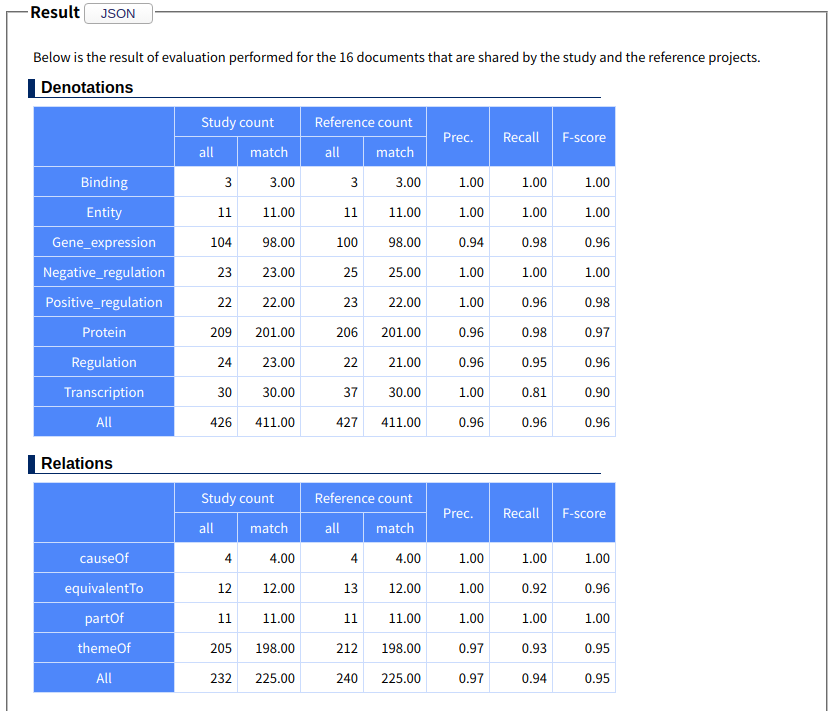 Result JSON
Below is the result of evaluation performed for the 16 documents that are shared by the study and the reference projects.
Denotations
Study count Reference count Prec. Recall F-score
all match all match
Binding 3 3.00 3 3.00 1.00 1.00 1.00
Entity 11 11.00 11 11.00 1.00 1.00 1.00
Gene_expression 104 98.00 100 98.00 0.94 0.98 0.96
Negative_regulation 23 23.00 25 25.00 1.00 1.00 1.00
Positive_regulation 22 22.00 23 22.00 1.00 0.96 0.98
Protein 209 201.00 206 201.00 0.96 0.98 0.97
Regulation 24 23.00 22 21.00 0.96 0.95 0.96
Transcription 30 30.00 37 30.00 1.00 0.81 0.90
All 426 411.00 427 411.00 0.96 0.96 0.96
Relations
Study count Reference count Prec. Recall F-score
all match all match
causeOf 4 4.00 4 4.00 1.00 1.00 1.00
equivalentTo 12 12.00 13 12.00 1.00 0.92 0.96
partOf 11 11.00 11 11.00 1.00 1.00 1.00
themeOf 205 198.00 212 198.00 0.97 0.93 0.95
All 232 225.00 240 225.00 0.97 0.94 0.95